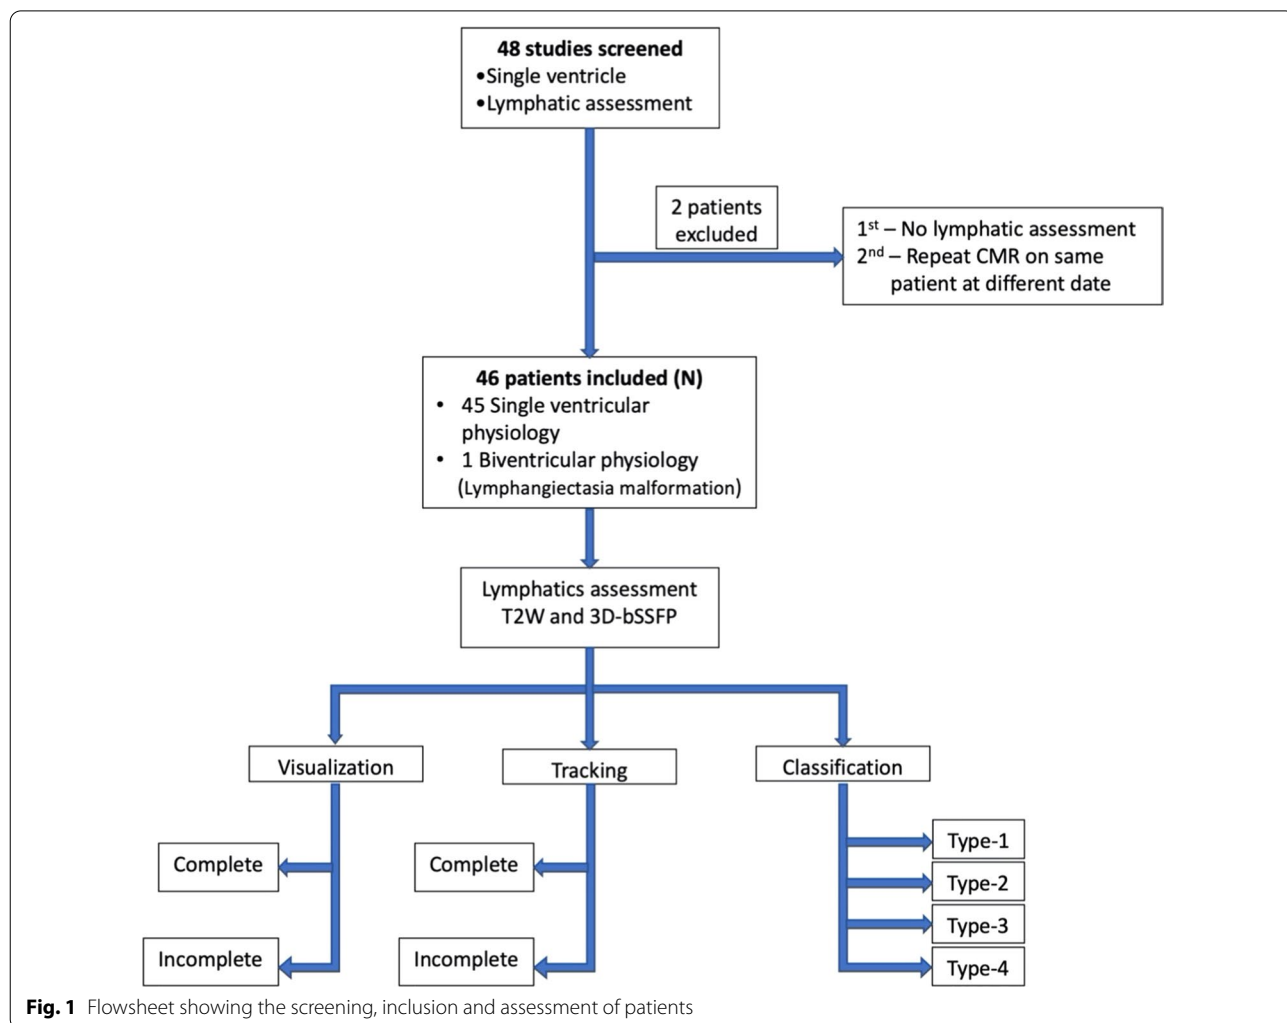 48 studies screened
•Single ventricle
•Lymphatic assessment
2 patients
excluded
1st – No lymphatic assessment
2nd – Repeat CMR on same
patient at different date
46 patients included (N)
• 45 Single ventricular
physiology
• 1 Biventricular physiology
(Lymphangiectasia malformation)
Lymphatics assessment
T2W and 3D-bSSFP
Visualization
Tracking
Classification
Complete
Incomplete
Complete
Incomplete
Type-1
Type-2
Type-3
Type-4
Fig. 1 Flowsheet showing the screening, inclusion and assessment of patients